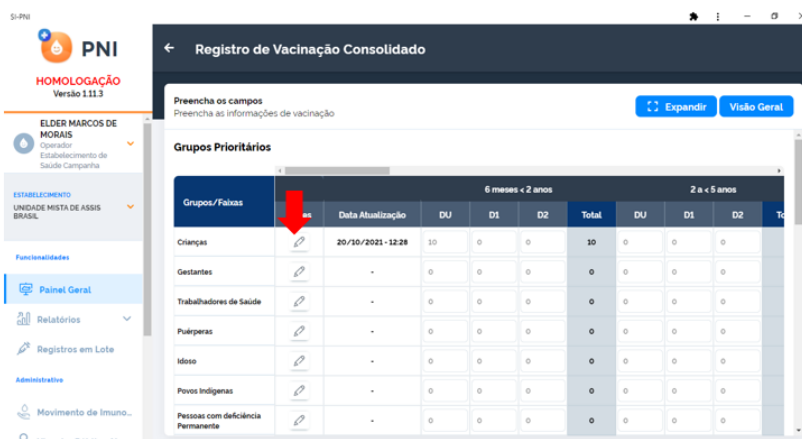 SI-PNI
PNI
HOMOLOGAÇÃO
Versão 1.11.3
ELDER MARCOS DE
MORAIS
Operador
Estabelecimento de
Saúde Campanha
ESTABELECIMENTO
UNIDADE MISTA DE ASSIS
BRASIL
Funcionalidades
Painel Geral
Relatórios
Registros em Lote
Administrativo
Movimento de Imuno...
Registro de Vacinação Consolidado
Preencha os campos
Preencha as informações de vacinação
Expandir
Visão Geral
Grupos Prioritários
6 meses < 2 anos
2 a < 5 anos
Grupos/Faixas
Data Atualização DU D1 D2 Total DU D1 D2
Crianças 20/10/2021 - 12:28 10 0 0 10 0 0 0
Gestantes - 0 0 0 0 0 0 0
Trabalhadores de Saúde - 0 0 0 0 0 0 0
Puérperas - 0 0 0 0 0 0 0
Idoso - 0 0 0 0 0 0 0
Povos Indígenas - 0 0 0 0 0 0 0
Pessoas com deficiência
Permanente - 0 0 0 0 0 0 0